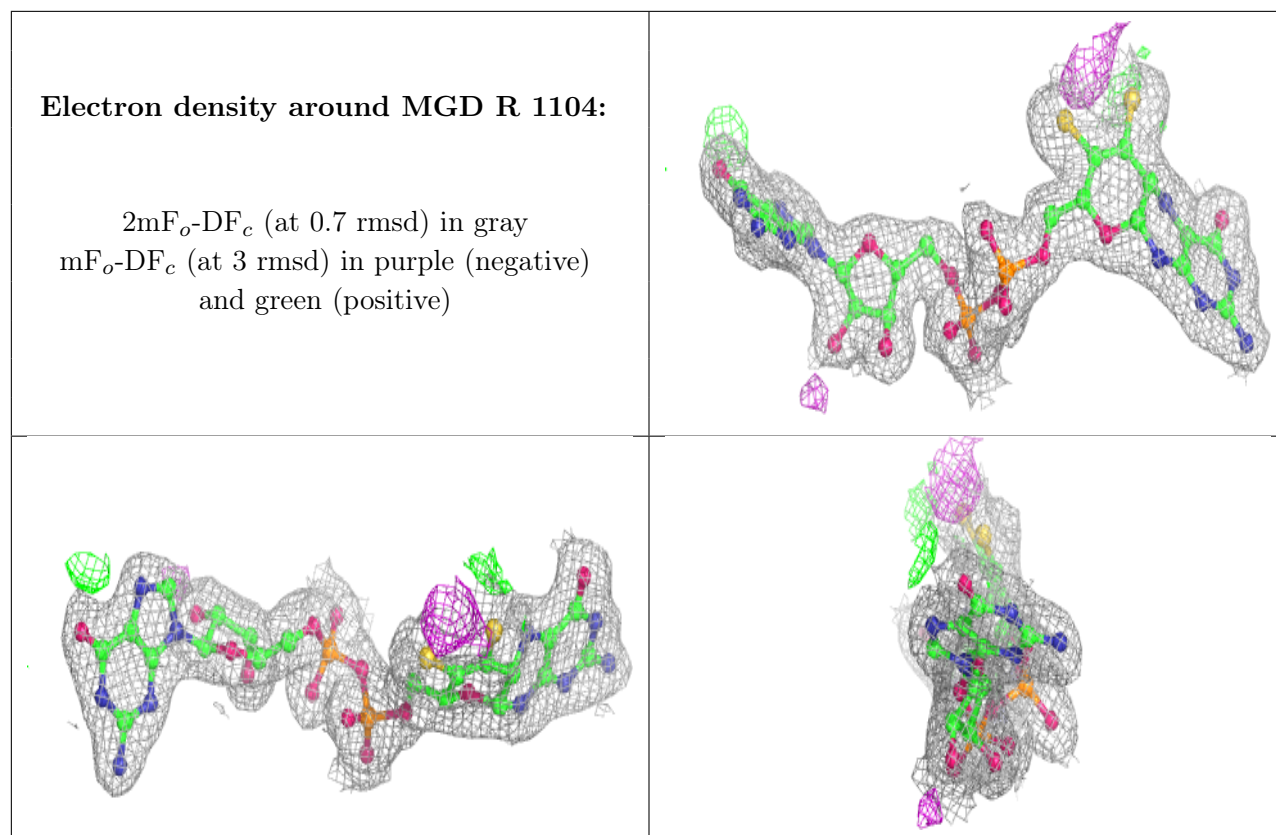 Electron density around MGD R 1104:
2mFo-DFc (at 0.7 rmsd) in gray
mFo-DFc (at 3 rmsd) in purple (negative)
and green (positive)